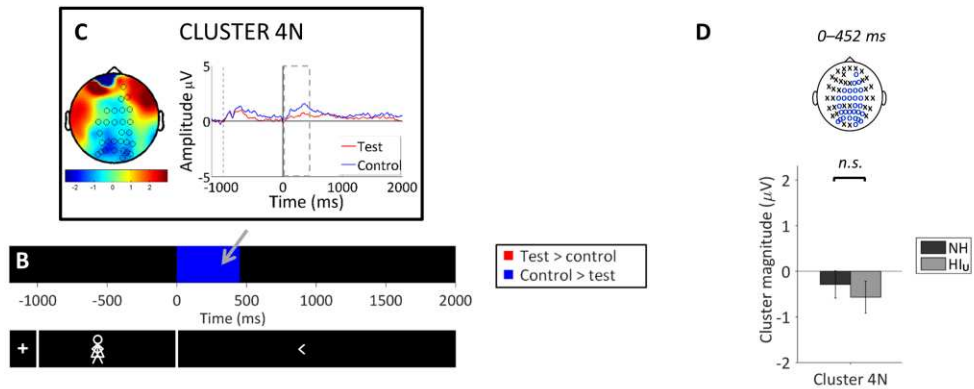 C CLUSTER 4N
5
0
-5
Amplitude µV
-2 -1 0 1 2
Test
Control
-1000 0 1000 2000
Time (ms)
B
-1000 -500 0 500 1000 1500 2000
Time (ms)
+ <
Test > control
Control > test
D
0–452 ms
n.s.
2
1
0
-1
-2
Cluster magnitude (µV)
NH
HIU
Cluster 4N